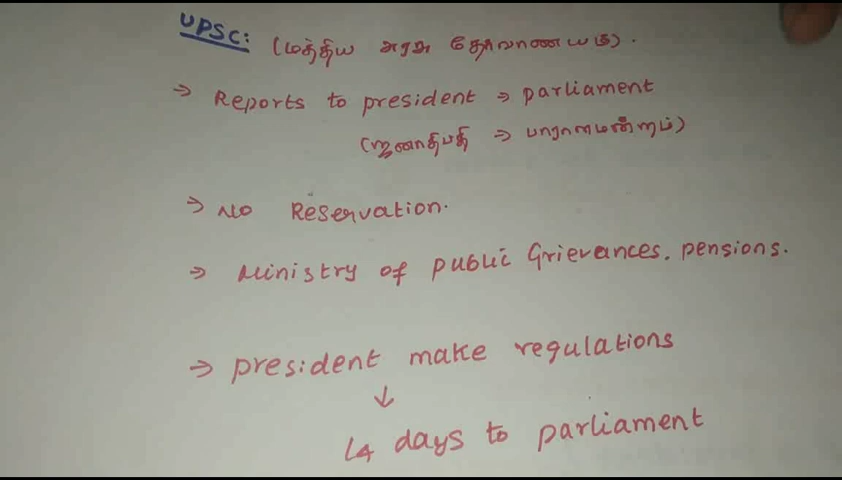 UPSC: (மத்திய அரசு தேர்வாணையம்).
→ Reports to president → parliament
(ஜனாதிபதி → பாராளுமன்றம்)
→ No Reservation.
→ Ministry of public Grievances, pensions.
→ president make regulations
↓
14 days to parliament